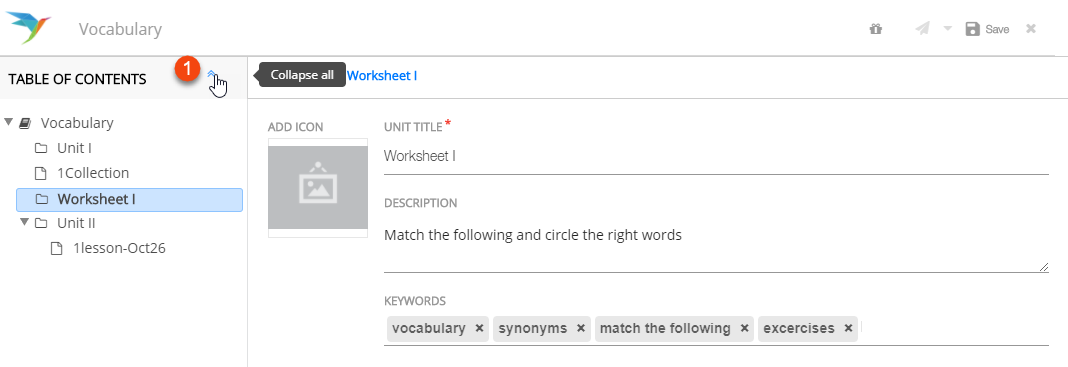 Vocabulary
Save
TABLE OF CONTENTS
1
Collapse all
Worksheet I
Vocabulary
Unit I
1Collection
Worksheet I
Unit II
1lesson-Oct26
ADD ICON
UNIT TITLE *
Worksheet I
DESCRIPTION
Match the following and circle the right words
KEYWORDS
vocabulary × synonyms × match the following × excercises ×